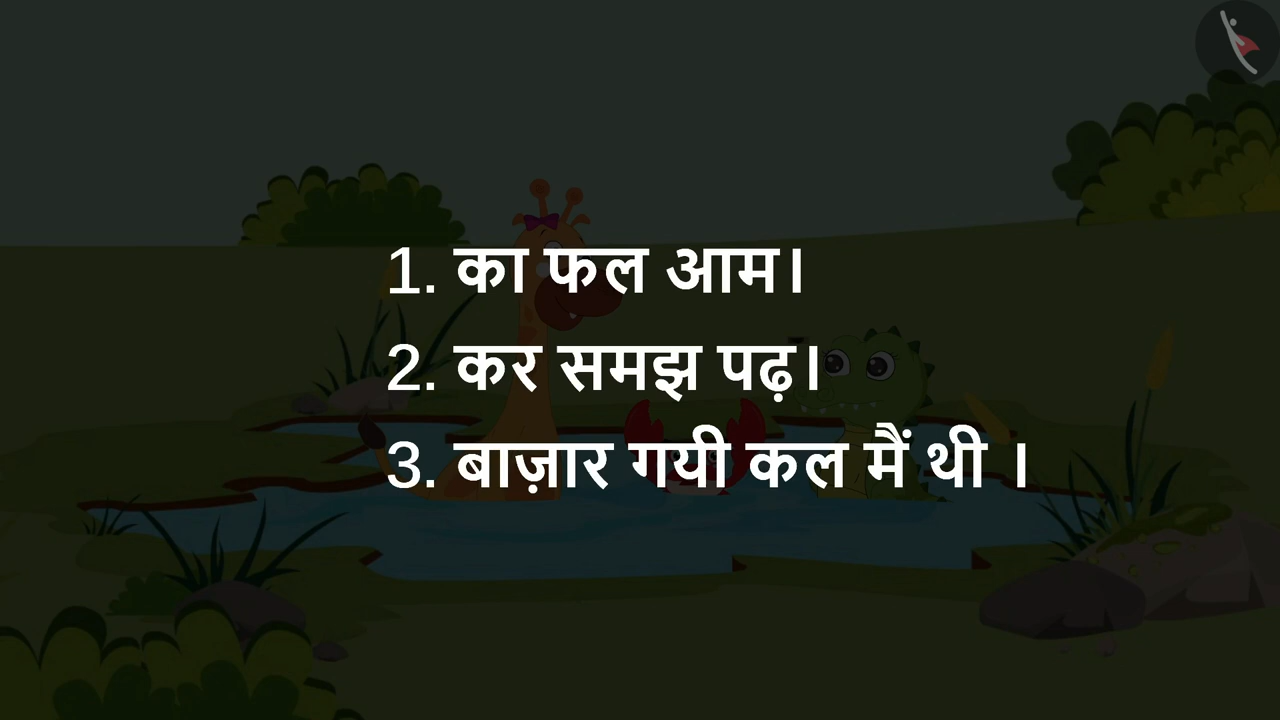 1. का फल आम।
2. कर समझ पढ़।
3. बाज़ार गयी कल मैं थी ।